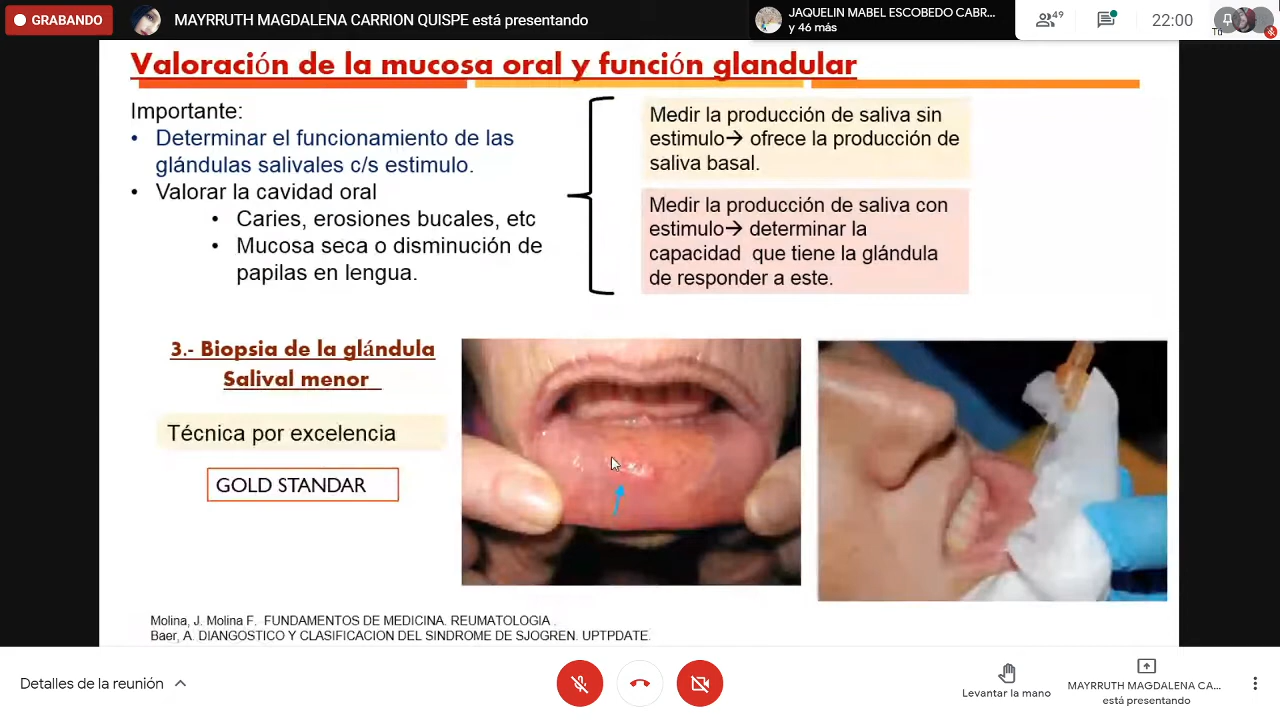 GRABANDO
MAYRRUTH MAGDALENA CARRION QUISPE está presentando
JAQUELIN MABEL ESCOBEDO CABR...
y 46 más
49
22:00
Tú
Valoración de la mucosa oral y función glandular
Importante:
• Determinar el funcionamiento de las
glándulas salivales c/s estimulo.
• Valorar la cavidad oral
• Caries, erosiones bucales, etc
• Mucosa seca o disminución de
papilas en lengua.
Medir la producción de saliva sin
estimulo→ ofrece la producción de
saliva basal.
Medir la producción de saliva con
estimulo→ determinar la
capacidad que tiene la glándula
de responder a este.
3.- Biopsia de la glándula
Salival menor
Técnica por excelencia
GOLD STANDAR
Molina, J. Molina F. FUNDAMENTOS DE MEDICINA. REUMATOLOGIA .
Baer, A. DIANGOSTICO Y CLASIFICACION DEL SINDROME DE SJOGREN. UPTPDATE.
Detalles de la reunión
Levantar la mano
MAYRRUTH MAGDALENA CA...
está presentando